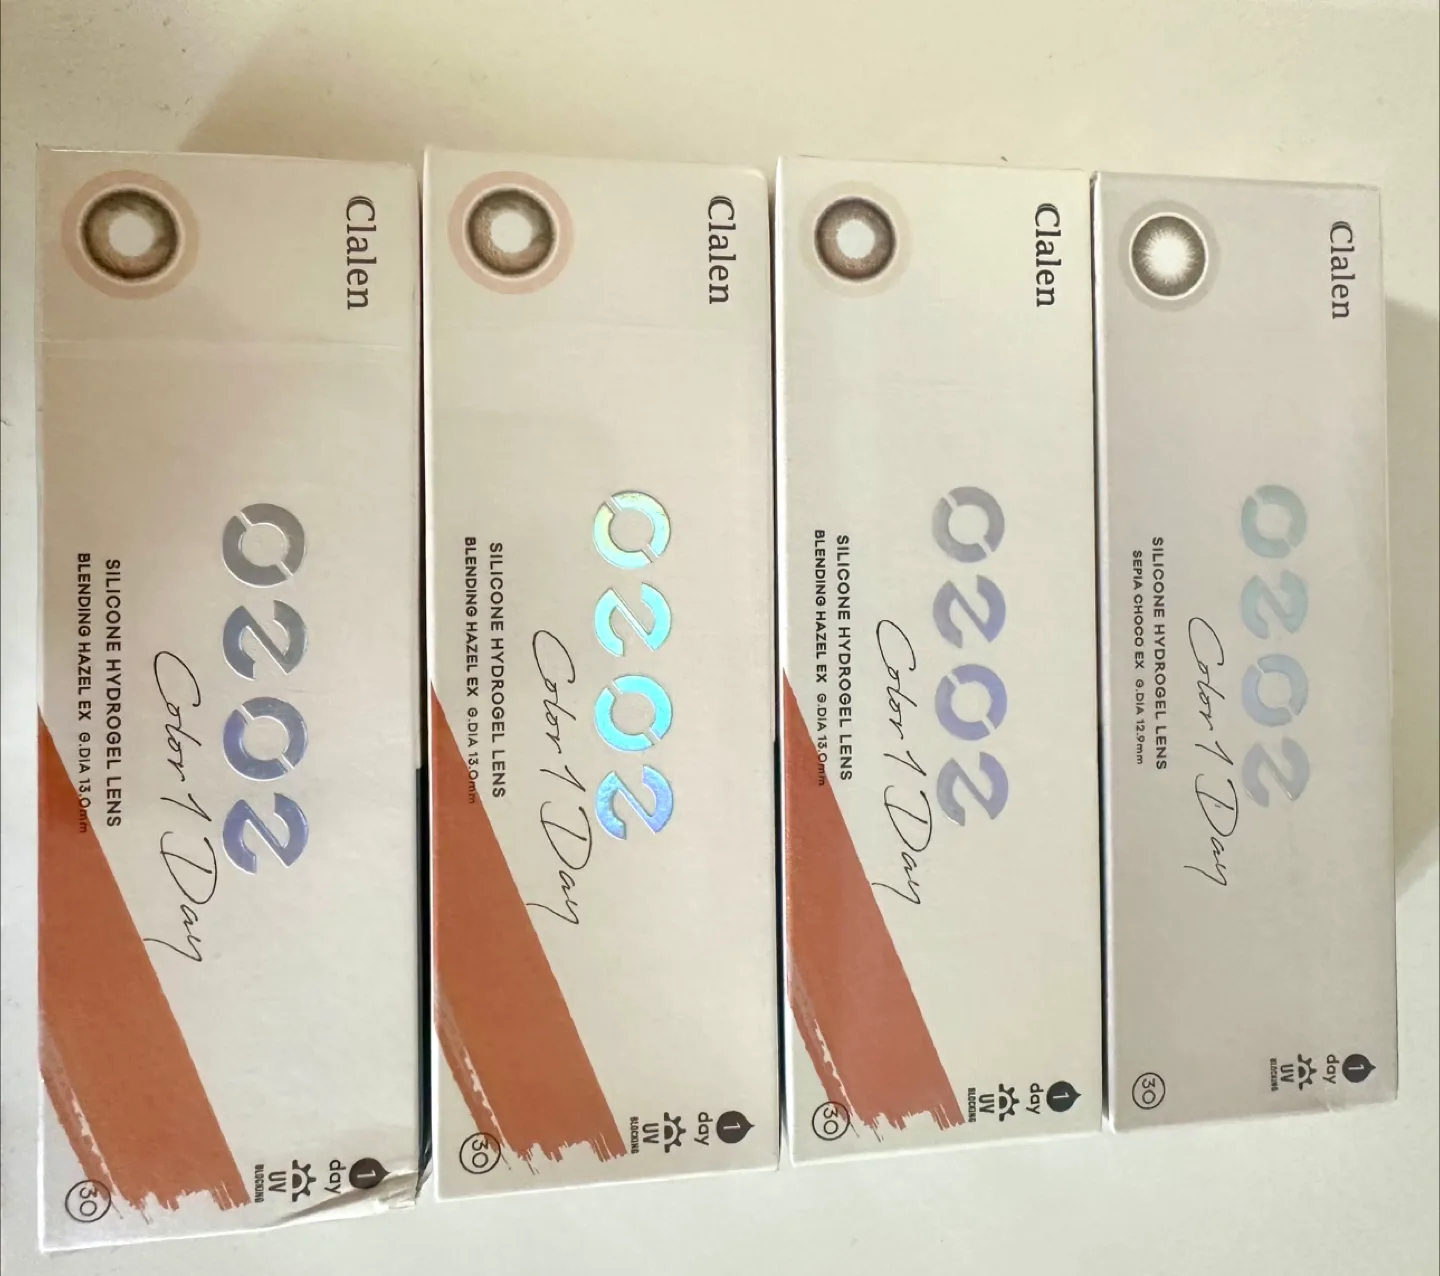 Clalen
O2O2
Color 1 Day
SILICONE HYDROGEL LENS
BLENDING HAZEL EX G.DIA 13.0mm
1
day
UV
BLOCKING
30
Clalen
O2O2
Color 1 Day
SILICONE HYDROGEL LENS
BLENDING HAZEL EX G.DIA 13.0mm
1
day
UV
BLOCKING
30
Clalen
O2O2
Color 1 Day
SILICONE HYDROGEL LENS
BLENDING HAZEL EX G.DIA 13.0mm
1
day
UV
BLOCKING
30
Clalen
O2O2
Color 1 Day
SILICONE HYDROGEL LENS
SEPIA CHOCO EX G.DIA 12.9mm
1
day
UV
BLOCKING
30